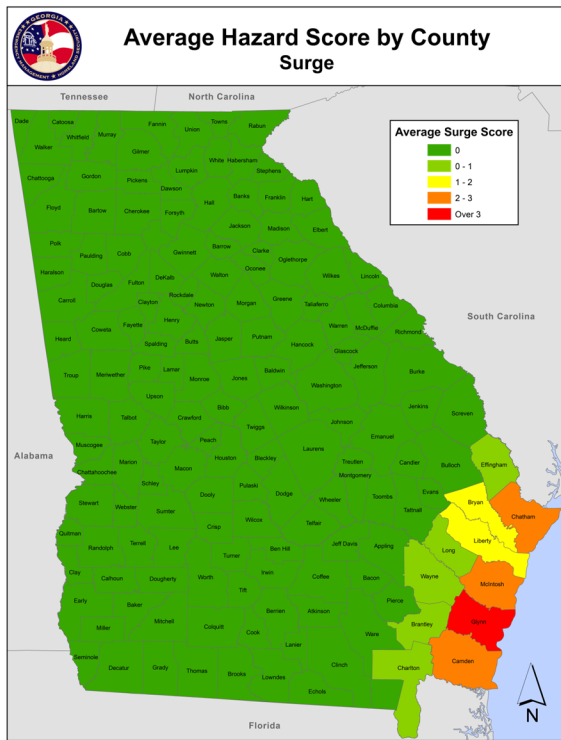 GEORGIA
EMERGENCY MANAGEMENT
HOMELAND SECURITY
Average Hazard Score by County
Surge
Tennessee
North Carolina
Average Surge Score
0
0 - 1
1 - 2
2 - 3
Over 3
Dade
Catoosa
Fannin
Towns
Rabun
Whitfield
Murray
Union
Walker
Gilmer
White
Habersham
Stephens
Lumpkin
Chattooga
Gordon
Pickens
Dawson
Floyd
Bartow
Cherokee
Forsyth
Hall
Banks
Franklin
Hart
Jackson
Madison
Elbert
Polk
Paulding
Cobb
Gwinnett
Barrow
Clarke
Oglethorpe
Haralson
Douglas
Fulton
DeKalb
Walton
Oconee
Wilkes
Lincoln
Carroll
Clayton
Rockdale
Newton
Morgan
Greene
Taliaferro
Columbia
South Carolina
Coweta
Fayette
Henry
Warren
McDuffie
Richmond
Heard
Spalding
Butts
Jasper
Putnam
Hancock
Glascock
Troup
Meriwether
Pike
Lamar
Monroe
Jones
Baldwin
Jefferson
Burke
Washington
Upson
Harris
Talbot
Crawford
Bibb
Wilkinson
Jenkins
Screven
Johnson
Twiggs
Emanuel
Muscogee
Taylor
Peach
Alabama
Chattahoochee
Marion
Macon
Houston
Bleckley
Laurens
Treutlen
Candler
Bulloch
Effingham
Montgomery
Schley
Pulaski
Stewart
Webster
Sumter
Dooly
Dodge
Wheeler
Toombs
Evans
Bryan
Tattnall
Chatham
Quitman
Crisp
Wilcox
Telfair
Randolph
Terrell
Lee
Turner
Ben Hill
Jeff Davis
Appling
Long
Liberty
Clay
Calhoun
Dougherty
Worth
Irwin
Coffee
Bacon
Wayne
McIntosh
Tift
Early
Baker
Berrien
Atkinson
Pierce
Miller
Mitchell
Colquitt
Cook
Ware
Brantley
Glynn
Lanier
Seminole
Decatur
Grady
Thomas
Brooks
Lowndes
Clinch
Charlton
Camden
Echols
Florida
N